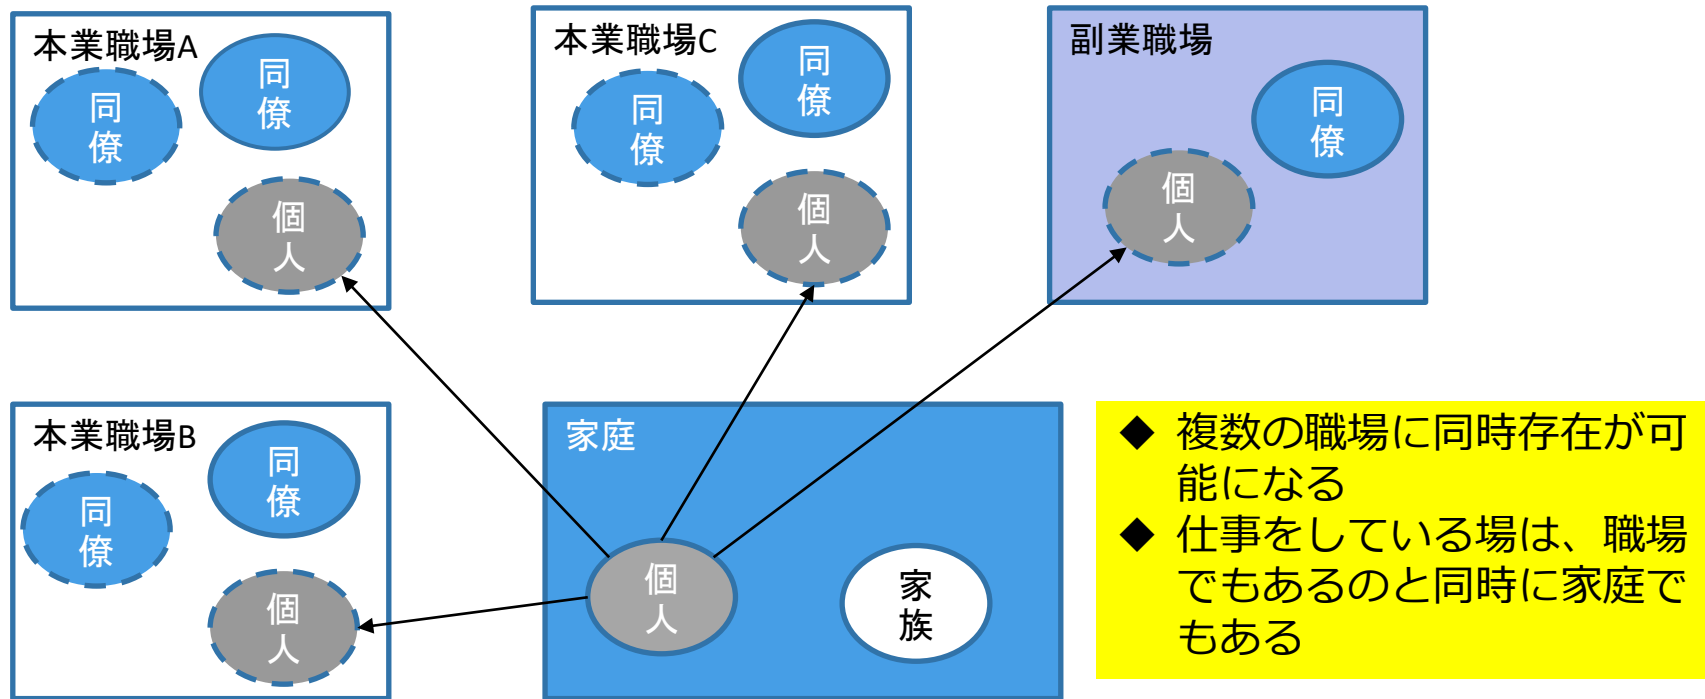 本業職場A
同僚
同僚
個人
本業職場C
同僚
同僚
個人
副業職場
同僚
個人
本業職場B
同僚
同僚
個人
家庭
個人
家族
◆ 複数の職場に同時存在が可
能になる
◆ 仕事をしている場は、職場
でもあるのと同時に家庭で
もある